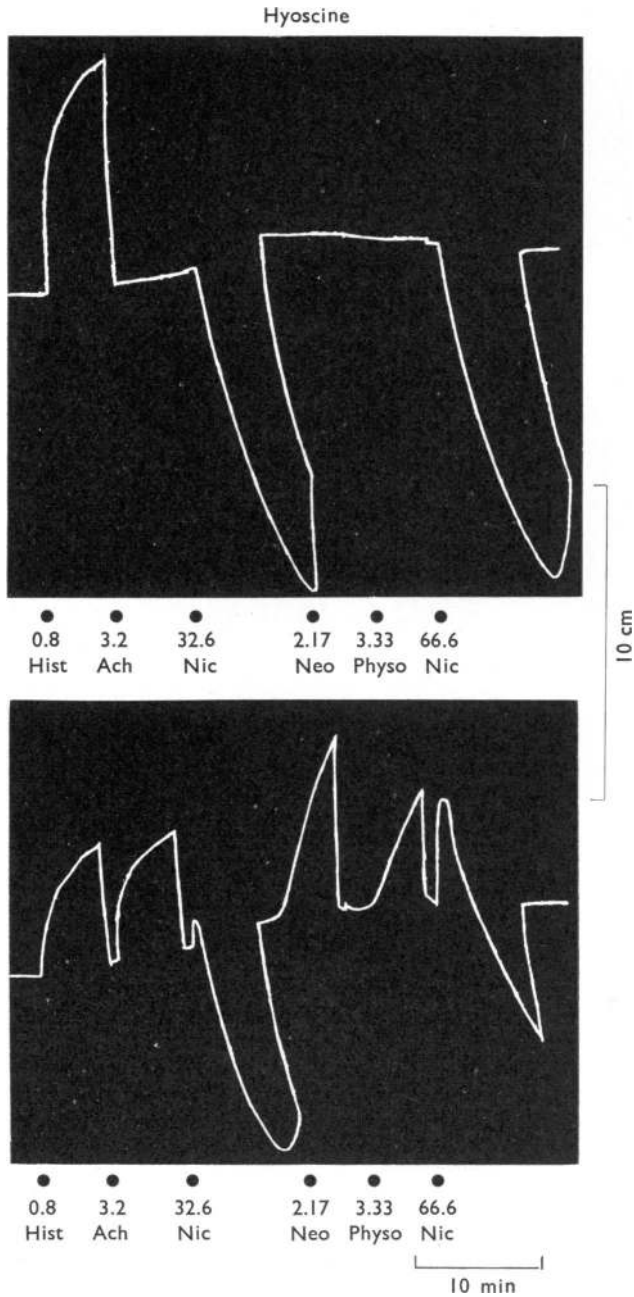 Hyoscine
0.8 3.2 32.6 2.17 3.33 66.6
Hist Ach Nic Neo Physo Nic
10 cm
0.8 3.2 32.6 2.17 3.33 66.6
Hist Ach Nic Neo Physo Nic
10 min